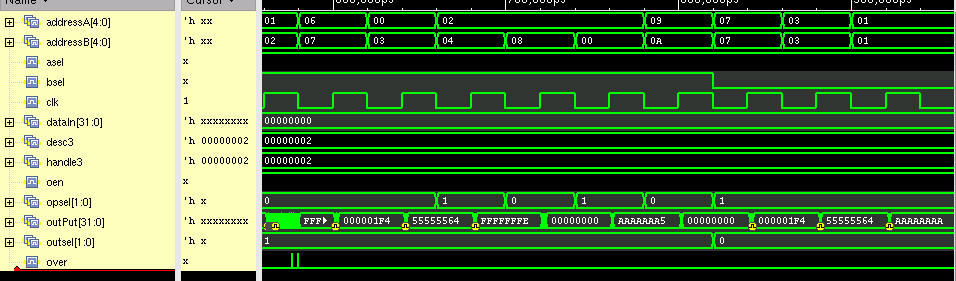 addressA[4:0] 'h xx 01 06 00 02 09 07 03 01
addressB[4:0] 'h xx 02 07 03 04 08 00 0A 07 03 01
asel x
bsel x
clk 1
dataIn[31:0] 'h xxxxxxxx 00000000
desc3 'h 00000002 00000002
handle3 'h 00000002 00000002
oen x
opsel[1:0] 'h x 0 1 0 1 0 1
outPut[31:0] 'h xxxxxxxx FFF 000001F4 55555564 FFFFFFFE 00000000 AAAAAAA5 00000000 000001F4 55555564 AAAAAAAA
outsel[1:0] 'h x 1 0
over x